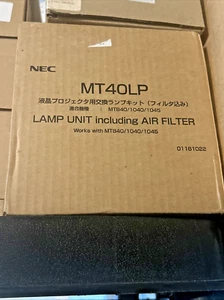 NEC
MT40LP
液晶プロジェクタ用交換ランプキット（フィルタ込み）
適合機種 : MT840/1040/1045
LAMP UNIT including AIR FILTER
Works with MT840/1040/1045
01181022